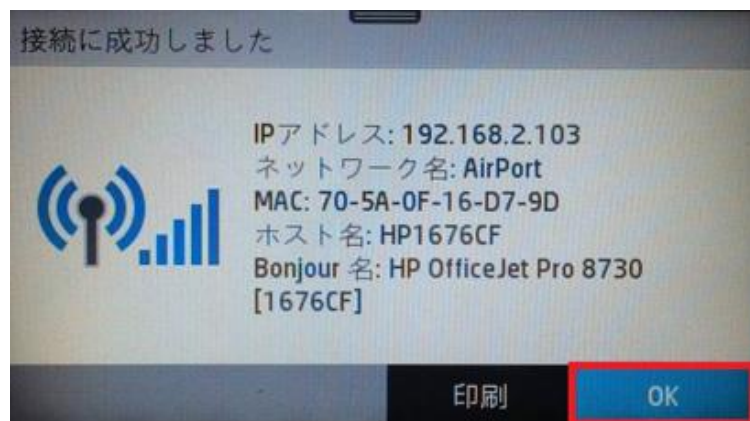 接続に成功しました
IPアドレス: 192.168.2.103
ネットワーク名: AirPort
MAC: 70-5A-0F-16-D7-9D
ホスト名: HP1676CF
Bonjour 名: HP OfficeJet Pro 8730
[1676CF]
印刷
OK